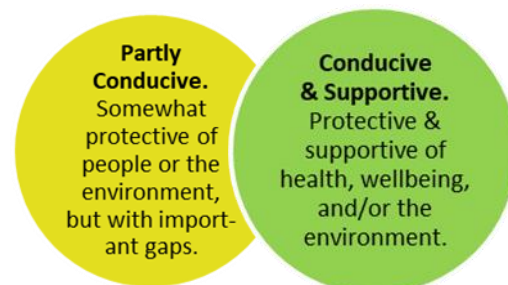 Partly
Conducive.
Somewhat
protective of
people or the
environment,
but with import-
ant gaps.
Conducive
& Supportive.
Protective &
supportive of
health, wellbeing,
and/or the
environment.